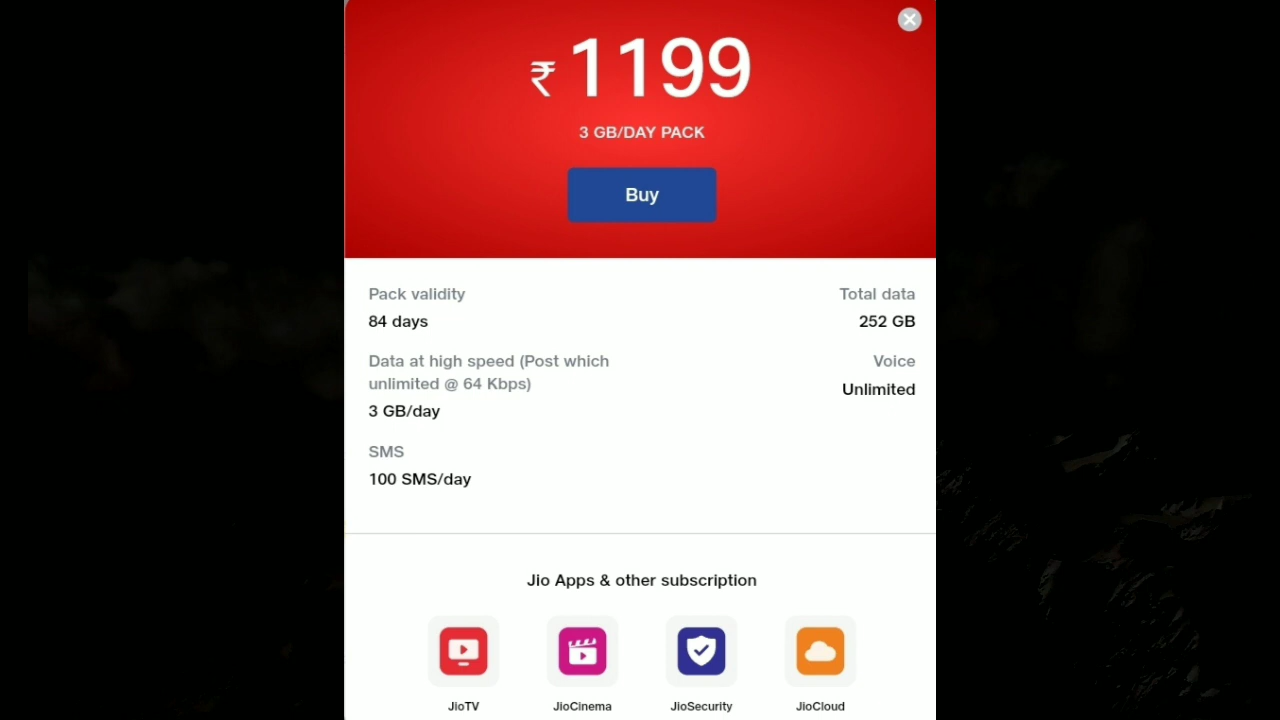 ₹ 1199
3 GB/DAY PACK
Buy
Pack validity
84 days
Total data
252 GB
Data at high speed (Post which
unlimited @ 64 Kbps)
3 GB/day
Voice
Unlimited
SMS
100 SMS/day
Jio Apps & other subscription
JioTV
JioCinema
JioSecurity
JioCloud